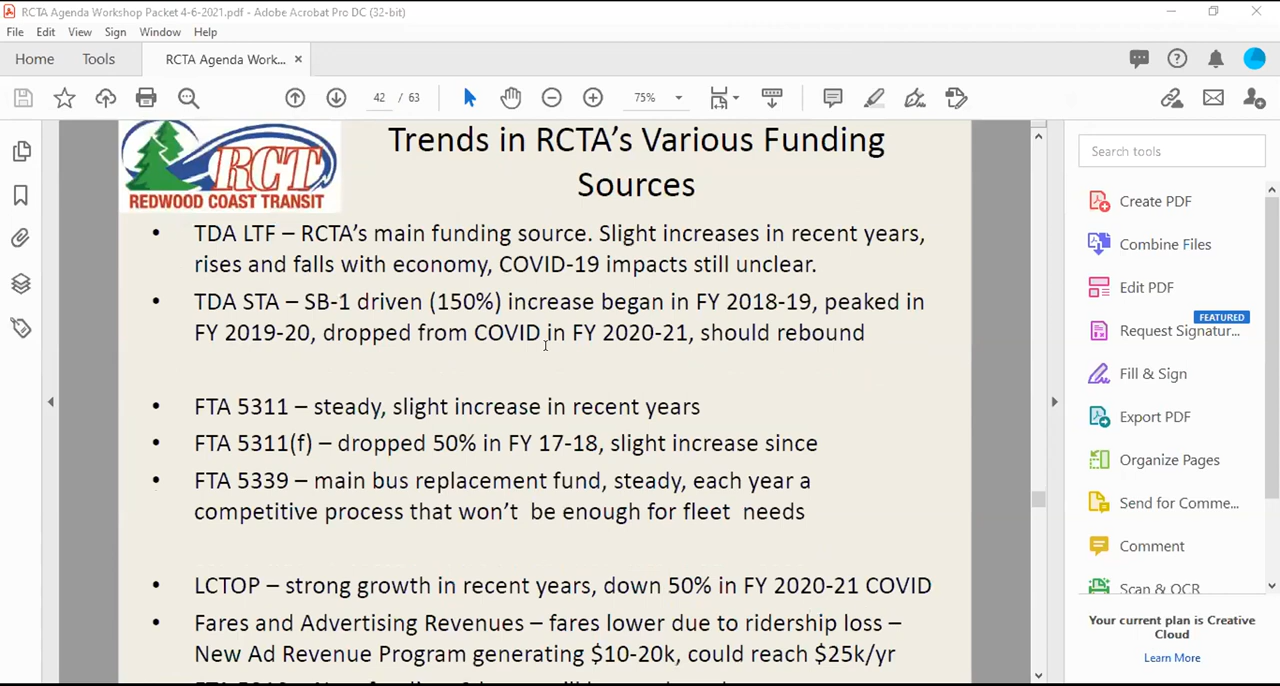 RCTA Agenda Workshop Packet 4-6-2021.pdf - Adobe Acrobat Pro DC (32-bit)
File Edit View Sign Window Help
Home Tools RCTA Agenda Work... ×
42 / 63 75%
Search tools
Create PDF
Combine Files
Edit PDF
FEATURED
Request Signatur...
Fill & Sign
Export PDF
Organize Pages
Send for Comme...
Comment
Scan & OCR
Your current plan is Creative
Cloud
Learn More
RCT
REDWOOD COAST TRANSIT
Trends in RCTA's Various Funding
Sources
• TDA LTF – RCTA's main funding source. Slight increases in recent years,
rises and falls with economy, COVID-19 impacts still unclear.
• TDA STA – SB-1 driven (150%) increase began in FY 2018-19, peaked in
FY 2019-20, dropped from COVID in FY 2020-21, should rebound
• FTA 5311 – steady, slight increase in recent years
• FTA 5311(f) – dropped 50% in FY 17-18, slight increase since
• FTA 5339 – main bus replacement fund, steady, each year a
competitive process that won't be enough for fleet needs
• LCTOP – strong growth in recent years, down 50% in FY 2020-21 COVID
• Fares and Advertising Revenues – fares lower due to ridership loss –
New Ad Revenue Program generating $10-20k, could reach $25k/yr